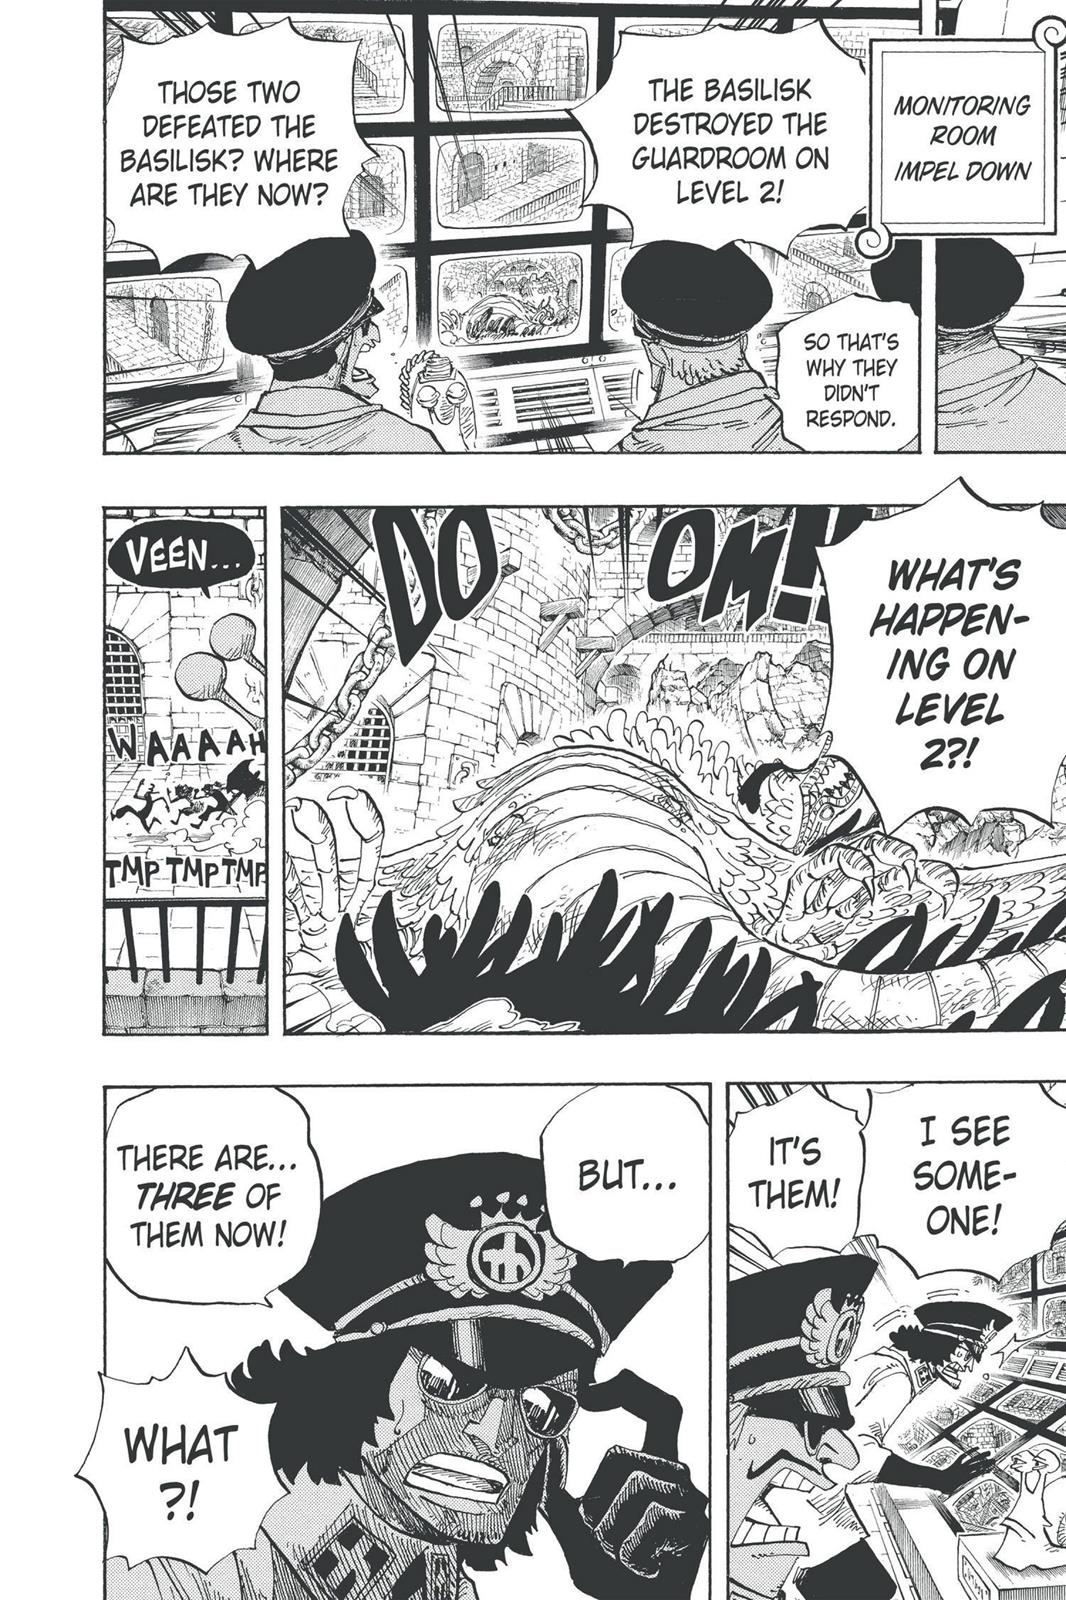 MONITORING
ROOM
IMPEL DOWN
THE BASILISK
DESTROYED THE
GUARDROOM ON
LEVEL 2!
SO THAT'S
WHY THEY
DIDN'T
RESPOND.
THOSE TWO
DEFEATED THE
BASILISK? WHERE
ARE THEY NOW?
WHAT'S
HAPPEN-
ING ON
LEVEL
2?!
DO OM!!
VEEN...
WAAAAH
TMP TMP TMP
I SEE
SOME-
ONE!
IT'S
THEM!
BUT...
THERE ARE...
THREE OF
THEM NOW!
WHAT
?!